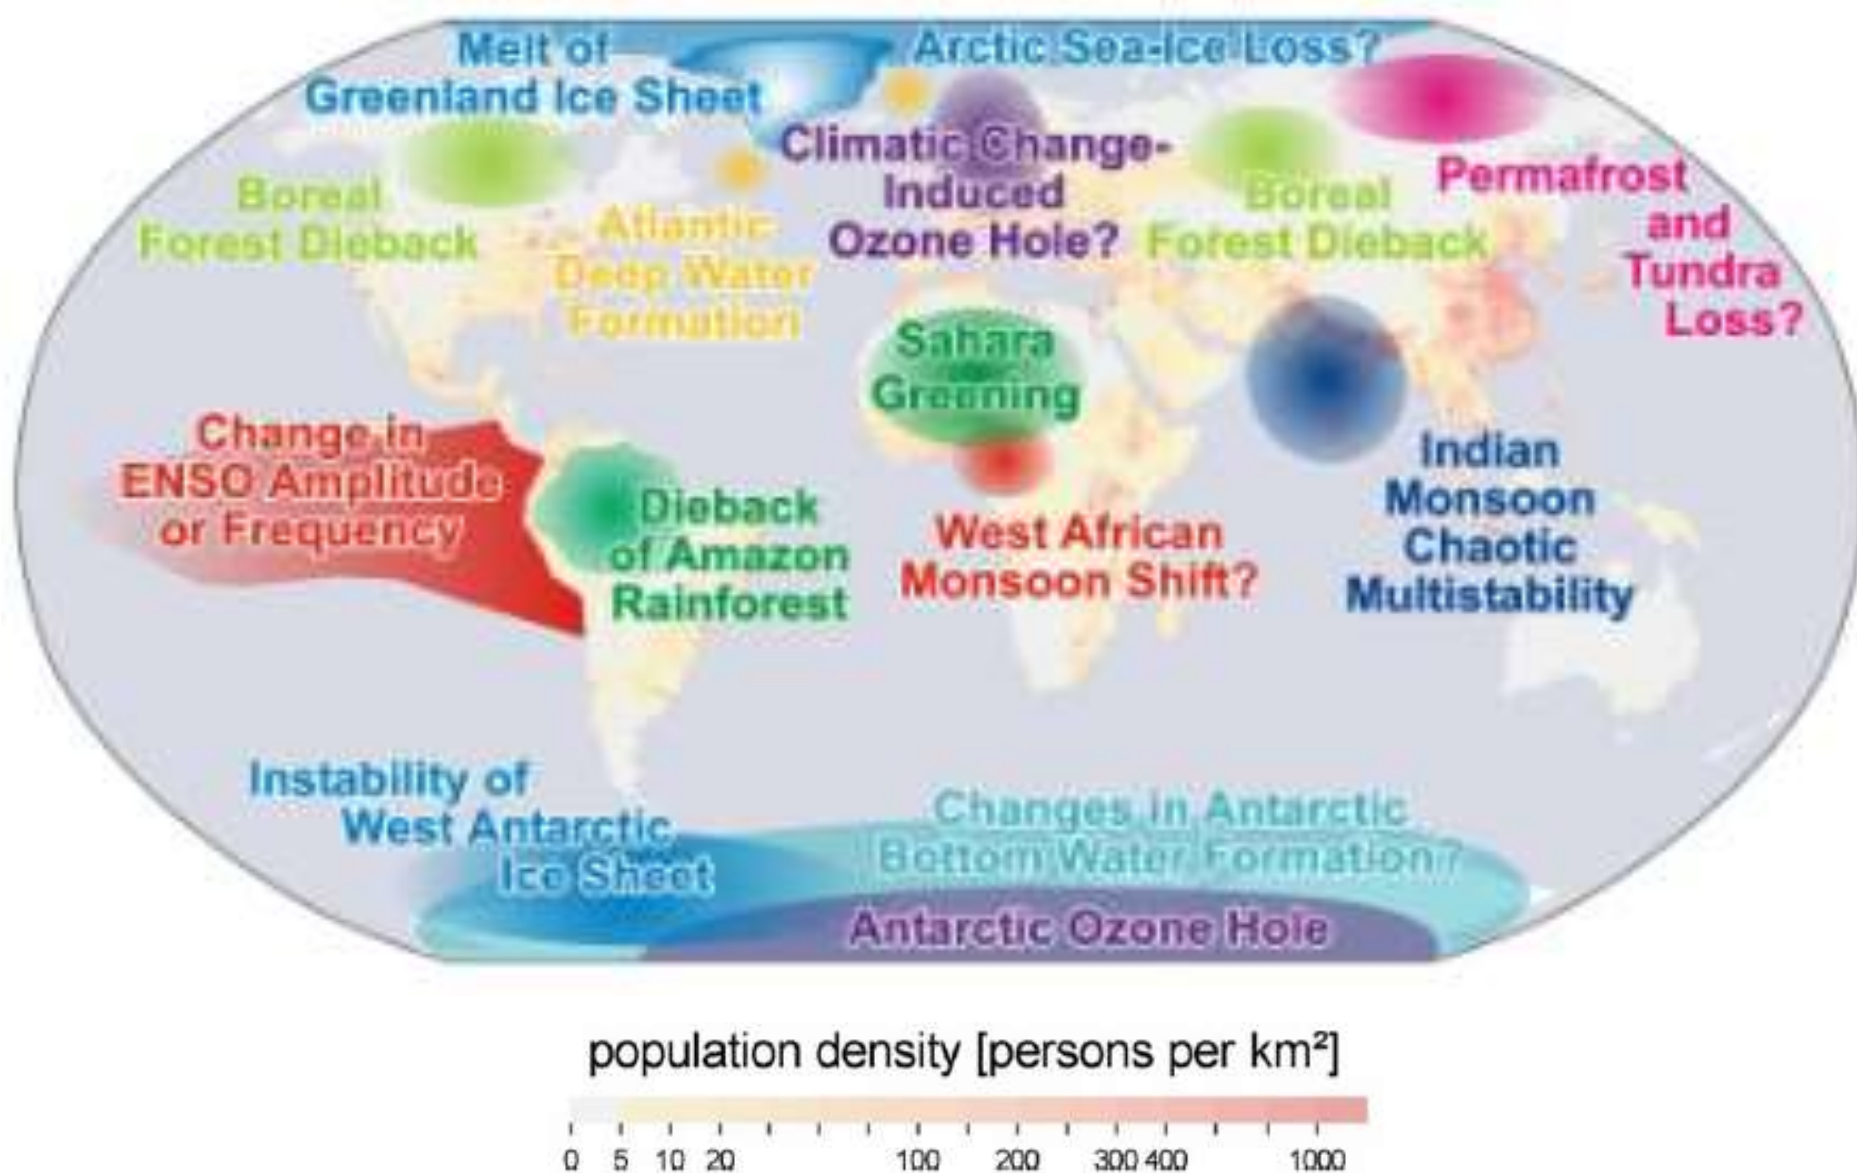 Melt of
Greenland Ice Sheet
Arctic Sea-Ice Loss?
Climatic Change-
Induced
Ozone Hole?
Boreal
Forest Dieback
Atlantic
Deep Water
Formation
Boreal
Forest Dieback
Permafrost
and
Tundra
Loss?
Sahara
Greening
Change in
ENSO Amplitude
or Frequency
Dieback
of Amazon
Rainforest
West African
Monsoon Shift?
Indian
Monsoon
Chaotic
Multistability
Instability of
West Antarctic
Ice Sheet
Changes in Antarctic
Bottom Water Formation?
Antarctic Ozone Hole
population density [persons per km²]
0 5 10 20 100 200 300 400 1000